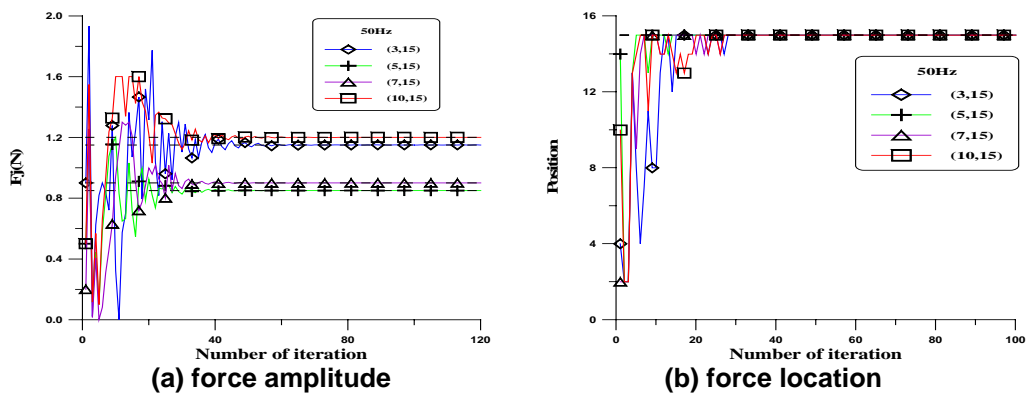 2.0
1.6
1.2
0.8
0.4
0.0
Fj(N)
50Hz
(3,15)
(5,15)
(7,15)
(10,15)
0 20 40 60 80 100 120
Number of iteration
(a) force amplitude
16
12
8
4
0
Position
50Hz
(3,15)
(5,15)
(7,15)
(10,15)
0 20 40 60 80 100
Number of iteration
(b) force location